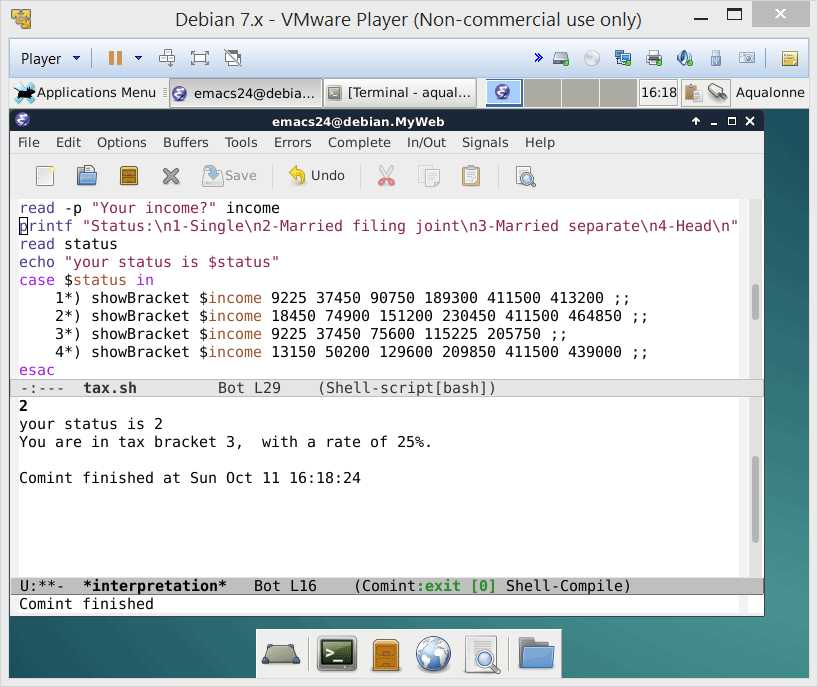 Debian 7.x - VMware Player (Non-commercial use only)
Player
Applications Menu emacs24@debia... [Terminal - aqual... 16:18 Aqualonne
emacs24@debian.MyWeb
File Edit Options Buffers Tools Errors Complete In/Out Signals Help
Save Undo
read -p "Your income?" income
printf "Status:\n1-Single\n2-Married filing joint\n3-Married separate\n4-Head\n"
read status
echo "your status is $status"
case $status in
1*) showBracket $income 9225 37450 90750 189300 411500 413200 ;;
2*) showBracket $income 18450 74900 151200 230450 411500 464850 ;;
3*) showBracket $income 9225 37450 75600 115225 205750 ;;
4*) showBracket $income 13150 50200 129600 209850 411500 439000 ;;
esac
-:--- tax.sh Bot L29 (Shell-script[bash])
2
your status is 2
You are in tax bracket 3,  with a rate of 25%.
Comint finished at Sun Oct 11 16:18:24
U:**- *interpretation* Bot L16 (Comint:exit [0] Shell-Compile)
Comint finished